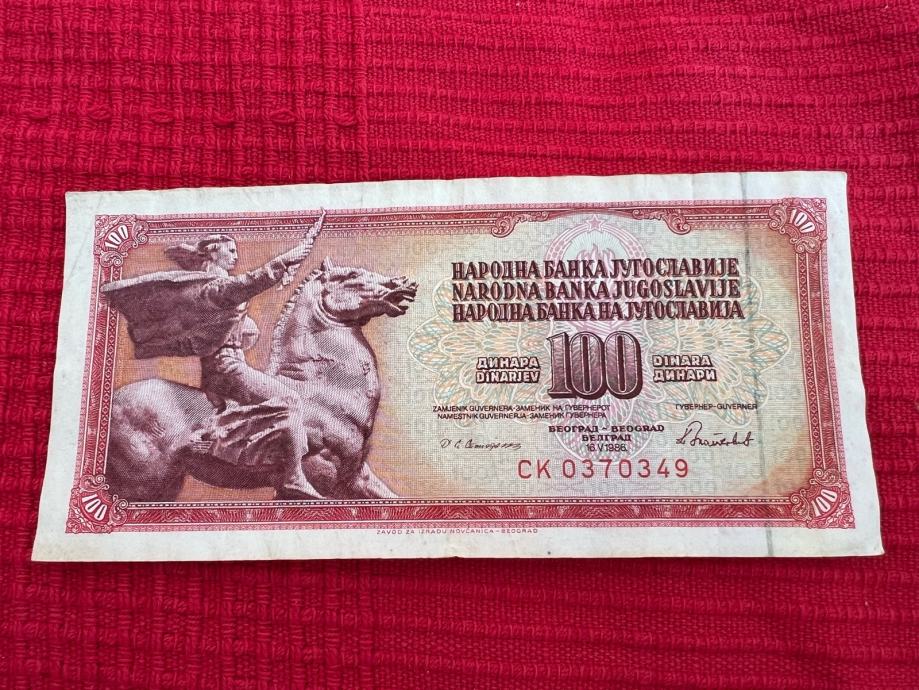 100
100
НАРОДНА БАНКА ЈУГОСЛАВИЈЕ
NARODNA BANKA JUGOSLAVIJE
НАРОДНА БАНКА НА ЈУГОСЛАВИЈА
ДИНАРА 100 DINARA
DINARJEV ДИНАРИ
ZAMJENIK GUVERNERA-ЗАМЕНИК НА ГУВЕРНЕРОТ ГУВЕРНЕР-GUVERNER
NAMESTNIK GUVERNERJA-ЗАМЕНИК ГУВЕРНЕРА
БЕОГРАД - BEOGRAD
БЕЛГРАД
16.V 1986.
CK 0370349
100
100
ZAVOD ZA IZRADU NOVČANICA - BEOGRAD